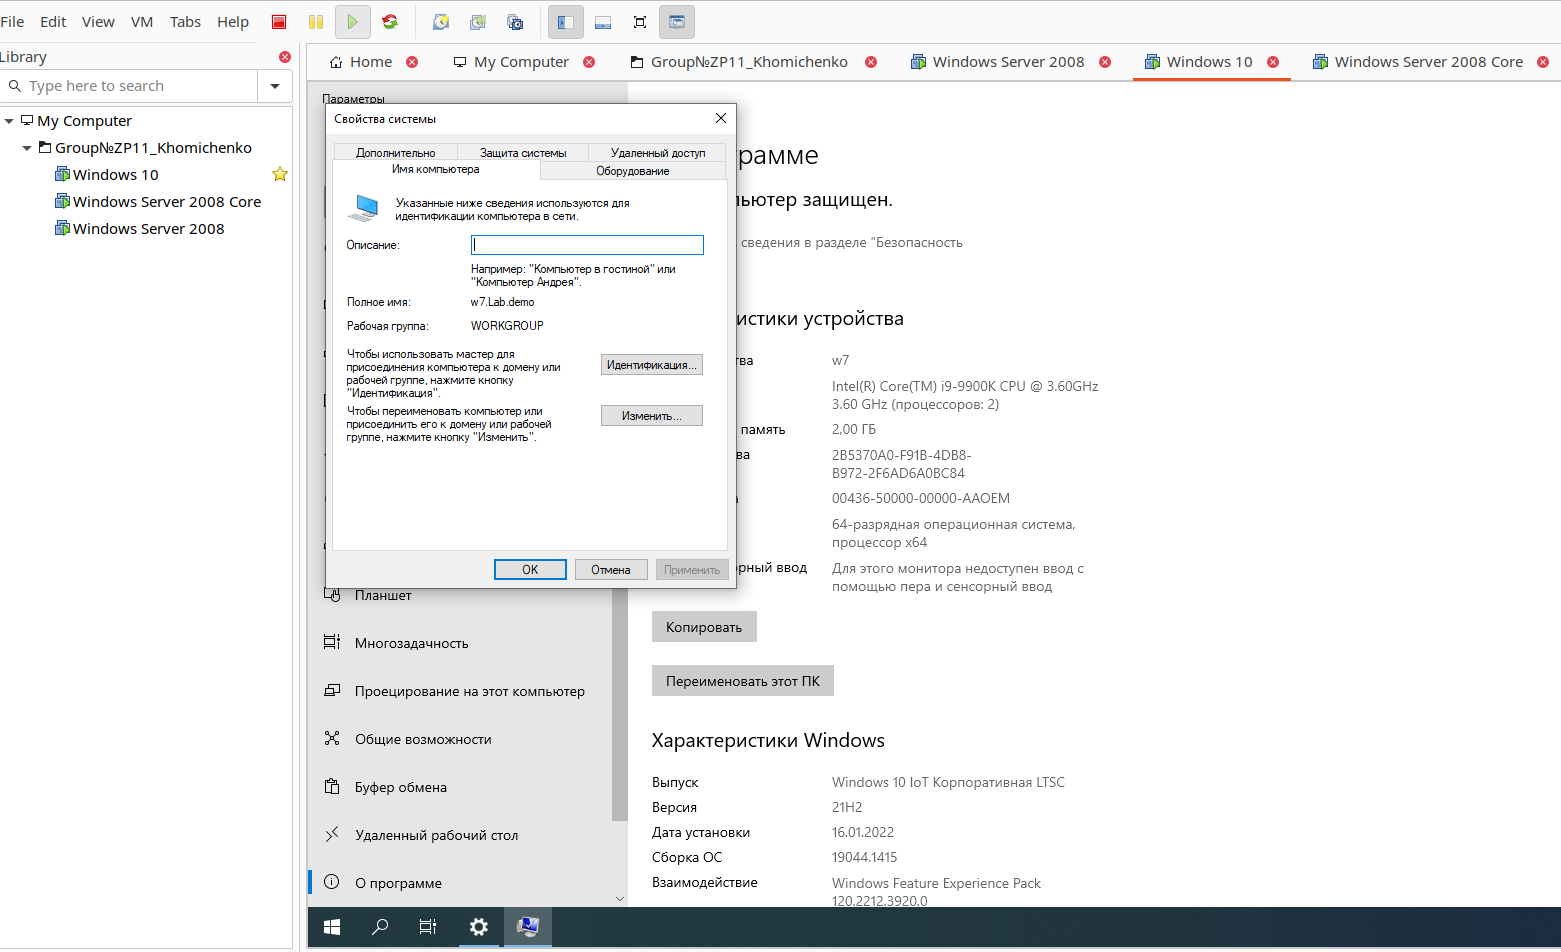 File Edit View VM Tabs Help
Library
Type here to search
My Computer
Group№ZP11_Khomichenko
Windows 10
Windows Server 2008 Core
Windows Server 2008
Home My Computer Group№ZP11_Khomichenko Windows Server 2008 Windows 10 Windows Server 2008 Core
Параметры
Свойства системы
Дополнительно Защита системы Удаленный доступ
Имя компьютера Оборудование
Указанные ниже сведения используются для
идентификации компьютера в сети.
Описание:
Например: "Компьютер в гостиной" или
"Компьютер Андрея".
Полное имя: w7.Lab.demo
Рабочая группа: WORKGROUP
Чтобы использовать мастер для
присоединения компьютера к домену или
рабочей группе, нажмите кнопку
"Идентификация".
Идентификация...
Чтобы переименовать компьютер или
присоединить его к домену или рабочей
группе, нажмите кнопку "Изменить".
Изменить...
OK Отмена Применить
Планшет
Многозадачность
Проецирование на этот компьютер
Общие возможности
Буфер обмена
Удаленный рабочий стол
О программе
рамме
ьютер защищен.
сведения в разделе "Безопасность
истики устройства
тва w7
Intel(R) Core(TM) i9-9900K CPU @ 3.60GHz
3.60 GHz (процессоров: 2)
память 2,00 ГБ
ва 2B5370A0-F91B-4DB8-
B972-2F6AD6A0BC84
00436-50000-00000-AAOEM
64-разрядная операционная система,
процессор x64
орный ввод Для этого монитора недоступен ввод с
помощью пера и сенсорный ввод
Копировать
Переименовать этот ПК
Характеристики Windows
Выпуск Windows 10 IoT Корпоративная LTSC
Версия 21H2
Дата установки 16.01.2022
Сборка ОС 19044.1415
Взаимодействие Windows Feature Experience Pack
120.2212.3920.0